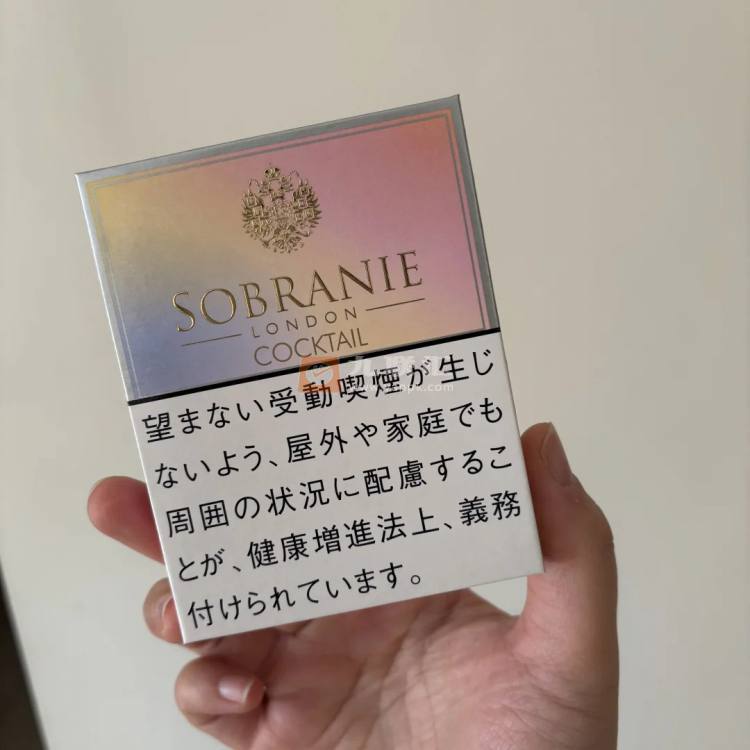 SOBRANIE
LONDON
COCKTAIL
望まない受動喫煙が生じ
ないよう、屋外や家庭でも
周囲の状況に配慮するこ
とが、健康増進法上、義務
付けられています。